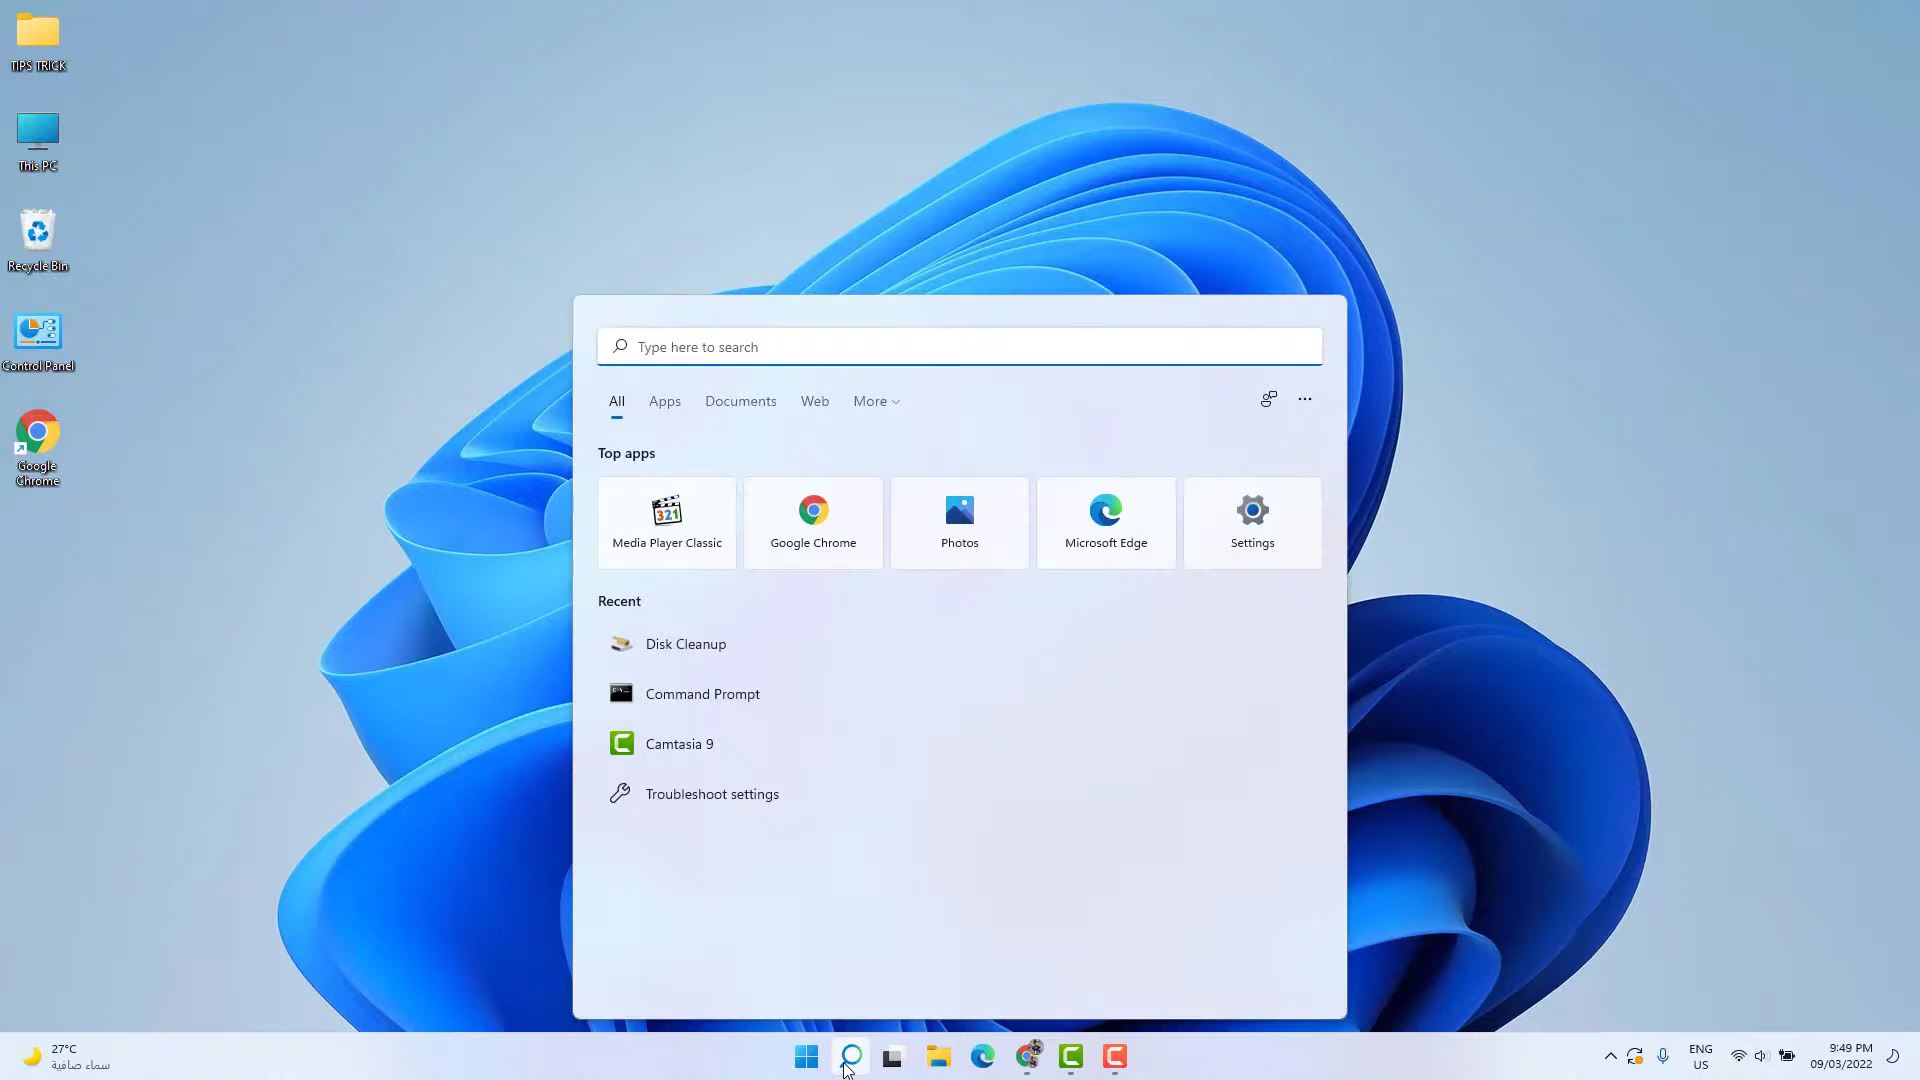 TIPS TRICK
This PC
Recycle Bin
Control Panel
Google
Chrome
Type here to search
All Apps Documents Web More
Top apps
321
Media Player Classic Google Chrome Photos Microsoft Edge Settings
Recent
Disk Cleanup
Command Prompt
Camtasia 9
Troubleshoot settings
27°C
سماء صافية
ENG
US
9:49 PM
09/03/2022